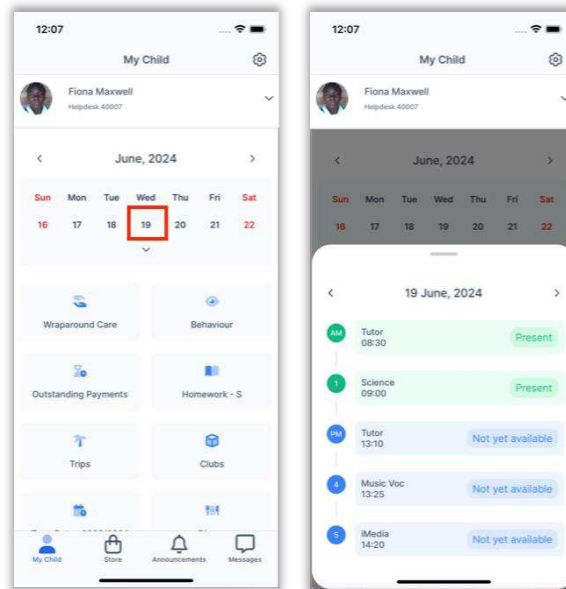 12:07
My Child
Fiona Maxwell
Helpdesk 40007
June, 2024
Sun Mon Tue Wed Thu Fri Sat
16 17 18 19 20 21 22
Wraparound Care
Behaviour
Outstanding Payments
Homework - S
Trips
Clubs
My Child
Store
Announcements
Messages
12:07
My Child
Fiona Maxwell
Helpdesk 40007
June, 2024
Sun Mon Tue Wed Thu Fri Sat
16 17 18 19 20 21 22
19 June, 2024
AM Tutor
08:30
Present
1 Science
09:00
Present
PM Tutor
13:10
Not yet available
4 Music Voc
13:25
Not yet available
5 iMedia
14:20
Not yet available